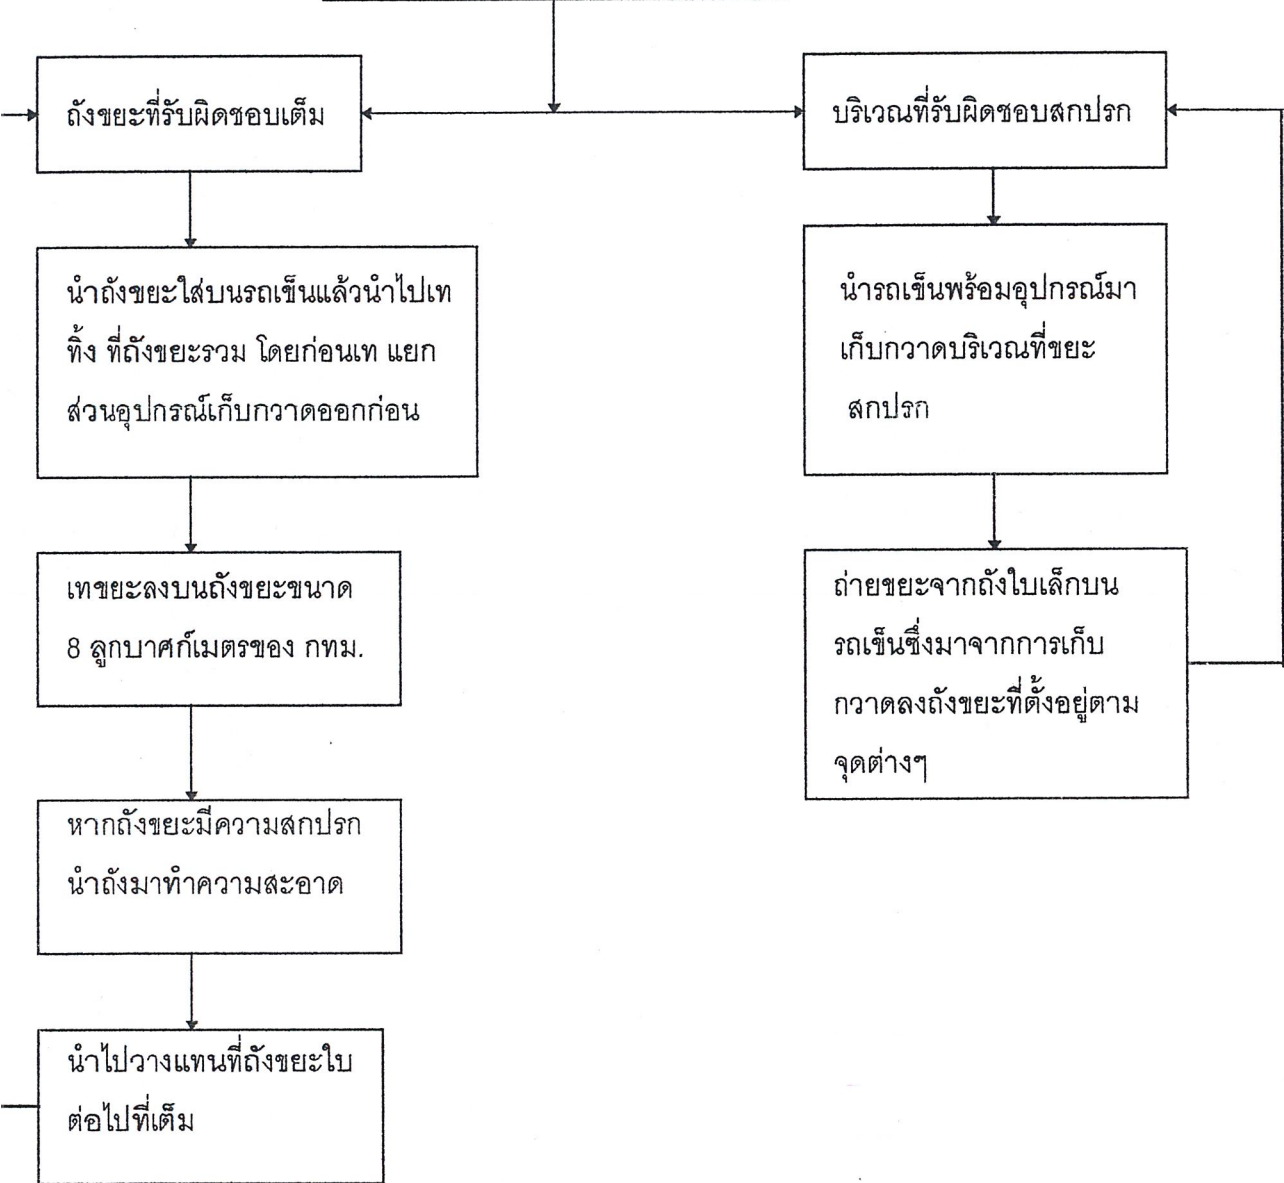 ถังขยะที่รับผิดชอบเต็ม
นำถังขยะใส่บนรถเข็นแล้วนำไปเท
ทิ้ง ที่ถังขยะรวม โดยก่อนเท แยก
ส่วนอุปกรณ์เก็บกวาดออกก่อน
เทขยะลงบนถังขยะขนาด
8 ลูกบาศก์เมตรของ กทม.
หากถังขยะมีความสกปรก
นำถังมาทำความสะอาด
นำไปวางแทนที่ถังขยะใบ
ต่อไปที่เต็ม
บริเวณที่รับผิดชอบสกปรก
นำรถเข็นพร้อมอุปกรณ์มา
เก็บกวาดบริเวณที่ขยะ
สกปรก
ถ่ายขยะจากถังใบเล็กบน
รถเข็นซึ่งมาจากการเก็บ
กวาดลงถังขยะที่ตั้งอยู่ตาม
จุดต่างๆ